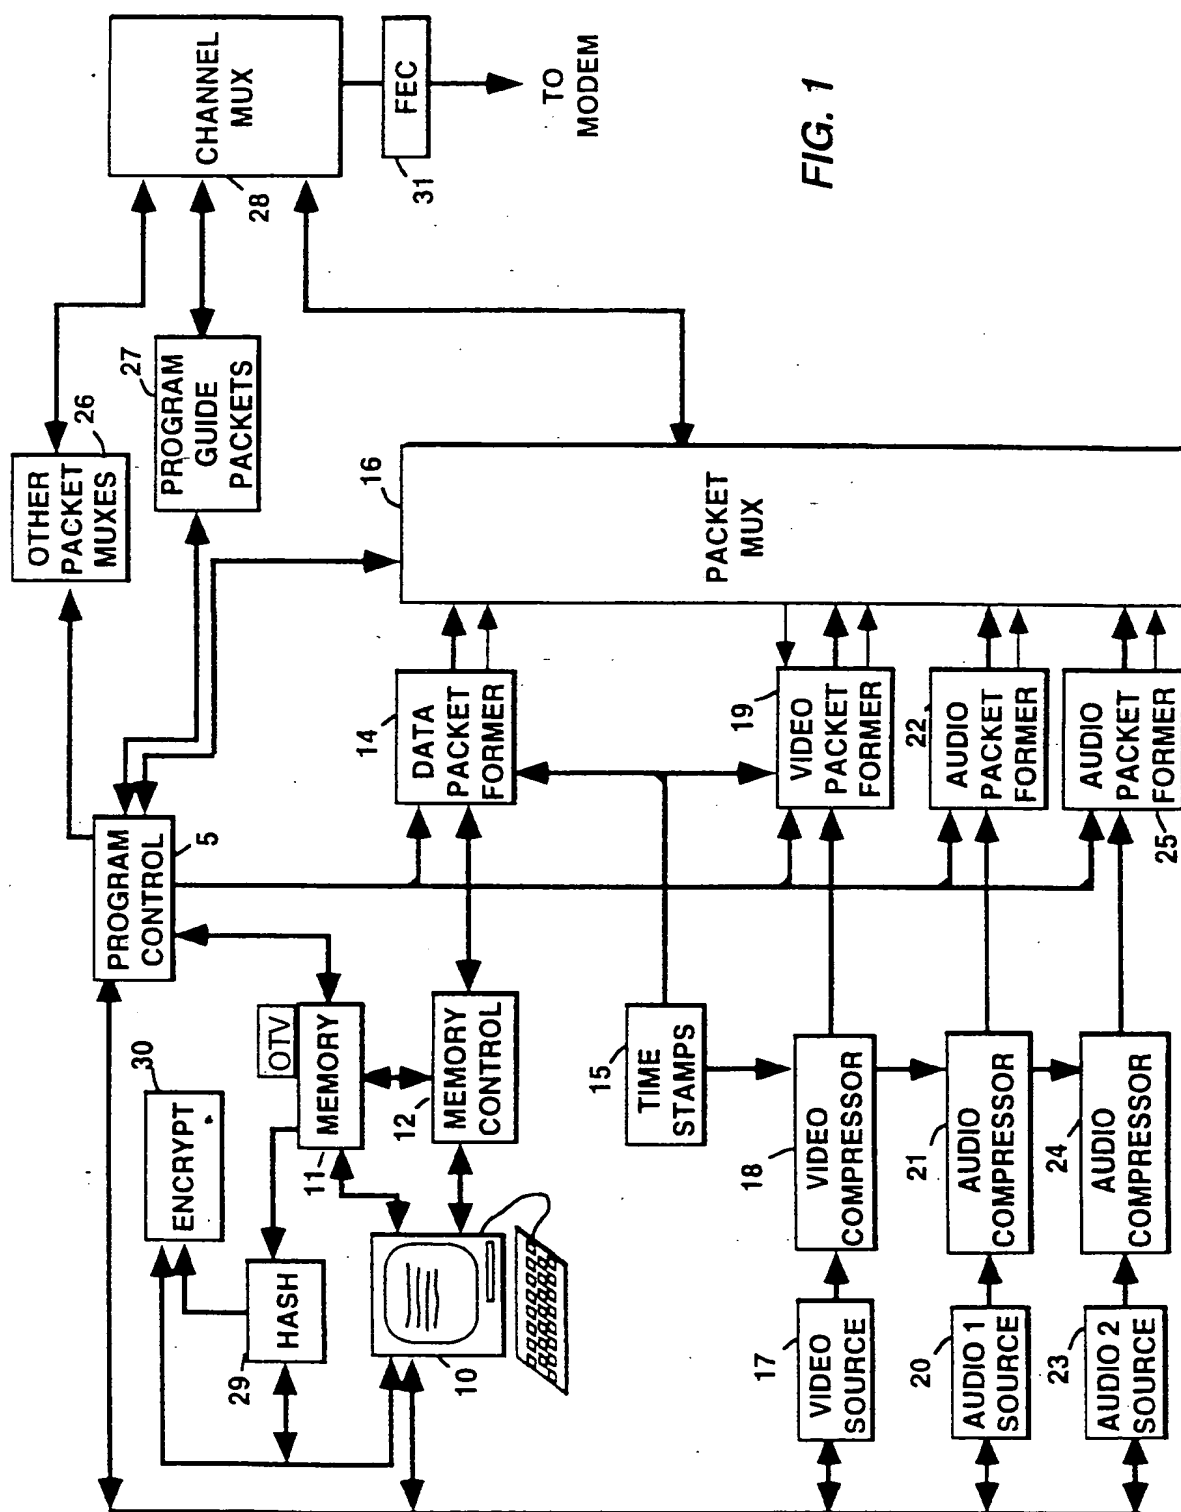 CHANNEL
MUX
28
FEC
31
TO
MODEM
FIG. 1
OTHER
PACKET
MUXES
26
PROGRAM
GUIDE
PACKETS
27
PACKET
MUX
16
PROGRAM
CONTROL
5
DATA
PACKET
FORMER
14
VIDEO
PACKET
FORMER
19
AUDIO
PACKET
FORMER
22
AUDIO
PACKET
FORMER
25
ENCRYPT
30
OTV
MEMORY
11
MEMORY
CONTROL
12
TIME
STAMPS
15
HASH
29
10
VIDEO
COMPRESSOR
18
AUDIO
COMPRESSOR
21
AUDIO
COMPRESSOR
24
VIDEO
SOURCE
17
AUDIO 1
SOURCE
20
AUDIO 2
SOURCE
23